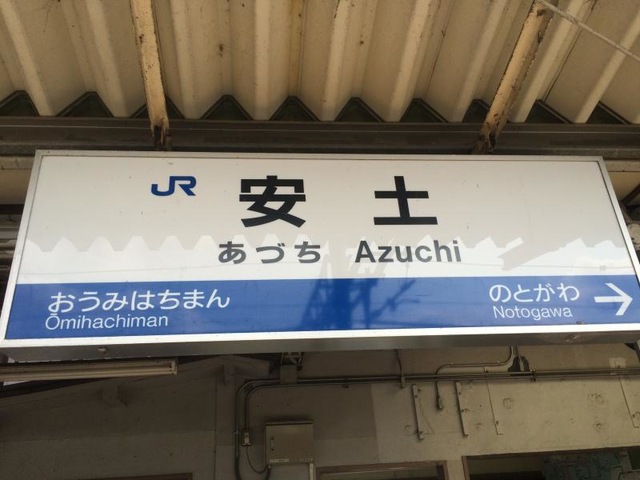 JR 安土
あづち Azuchi
おうみはちまん
Ōmihachiman
のとがわ
Notogawa